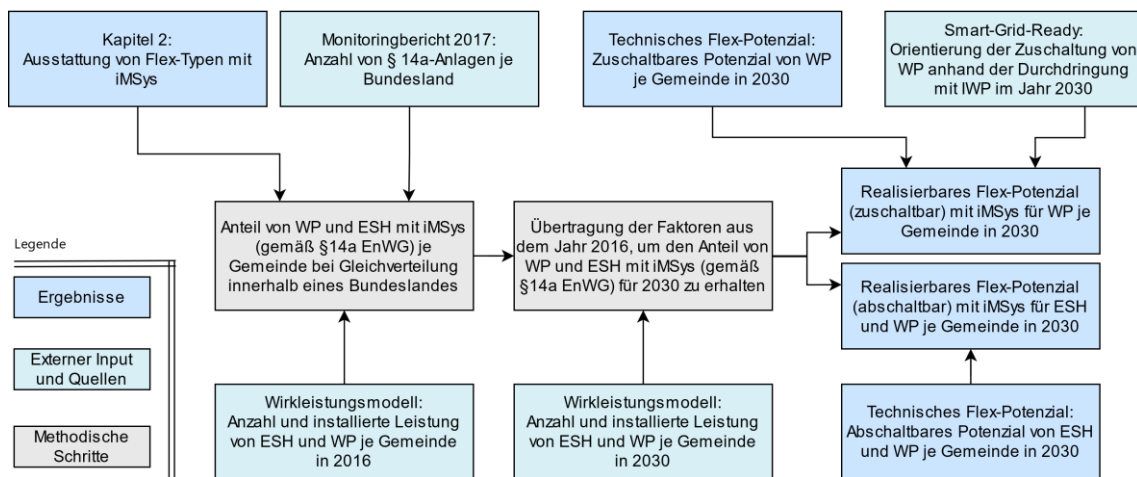 Kapitel 2:
Ausstattung von Flex-Typen mit
iMSys
Monitoringbericht 2017:
Anzahl von § 14a-Anlagen je
Bundesland
Technisches Flex-Potenzial:
Zuschaltbares Potenzial von WP
je Gemeinde in 2030
Smart-Grid-Ready:
Orientierung der Zuschaltung von
WP anhand der Durchdringung
mit IWP im Jahr 2030
Anteil von WP und ESH mit iMSys
(gemäß §14a EnWG) je
Gemeinde bei Gleichverteilung
innerhalb eines Bundeslandes
Übertragung der Faktoren aus
dem Jahr 2016, um den Anteil von
WP und ESH mit iMSys (gemäß
§14a EnWG) für 2030 zu erhalten
Realisierbares Flex-Potenzial
(zuschaltbar) mit iMSys für WP je
Gemeinde in 2030
Realisierbares Flex-Potenzial
(abschaltbar) mit iMSys für ESH
und WP je Gemeinde in 2030
Legende
Ergebnisse
Externer Input
und Quellen
Methodische
Schritte
Wirkleistungsmodell:
Anzahl und installierte Leistung
von ESH und WP je Gemeinde
in 2016
Wirkleistungsmodell:
Anzahl und installierte Leistung
von ESH und WP je Gemeinde
in 2030
Technisches Flex-Potenzial:
Abschaltbares Potenzial von ESH
und WP je Gemeinde in 2030